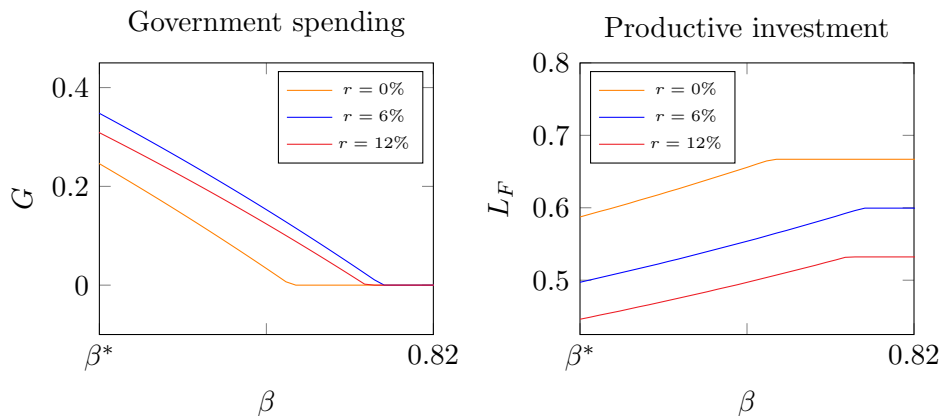 Government spending
0.4
0.2
0
G
r = 0%
r = 6%
r = 12%
β*
0.82
β
Productive investment
0.8
0.7
0.6
0.5
L_F
r = 0%
r = 6%
r = 12%
β*
0.82
β